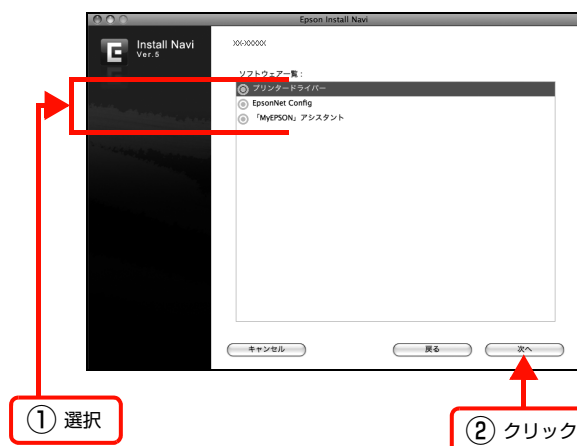 Epson Install Navi
Install Navi
Ver.5
XX-XXXXX
ソフトウェア一覧：
プリンタードライバー
EpsonNet Config
「MyEPSON」アシスタント
キャンセル
戻る
次へ
① 選択
② クリック